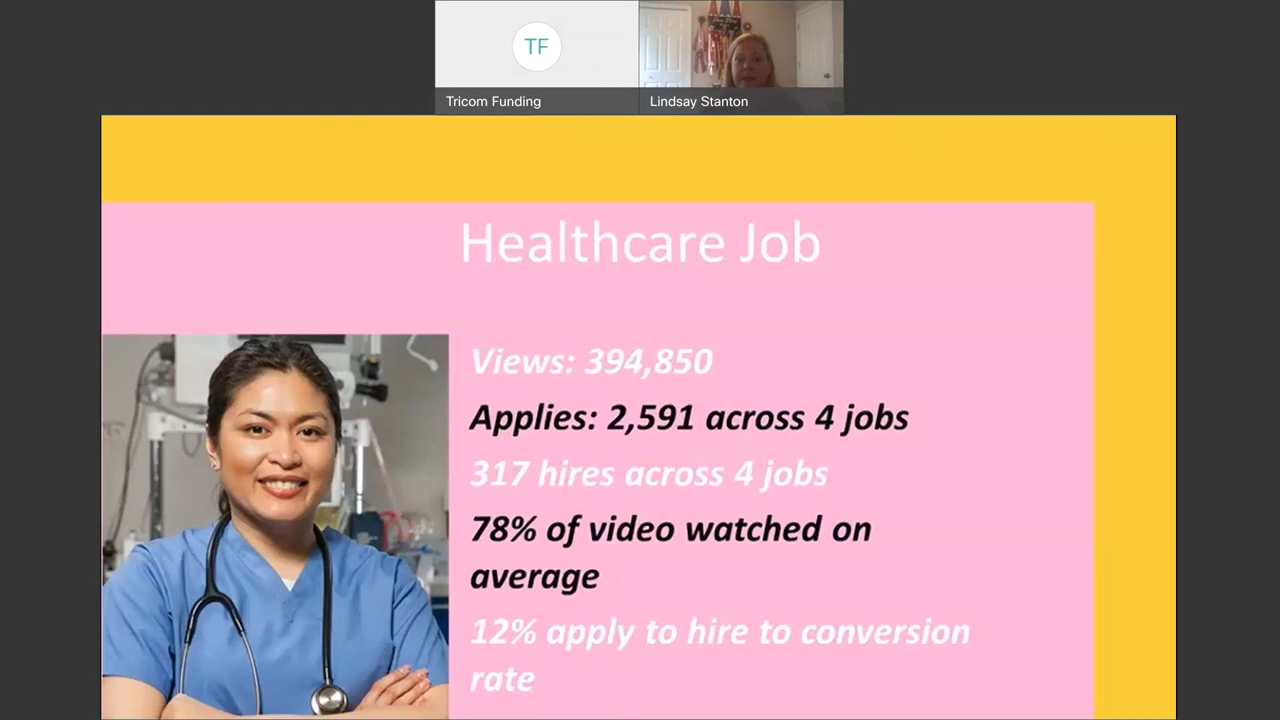 TF
Tricom Funding
Lindsay Stanton
Healthcare Job
Views: 394,850
Applies: 2,591 across 4 jobs
317 hires across 4 jobs
78% of video watched on
average
12% apply to hire to conversion
rate